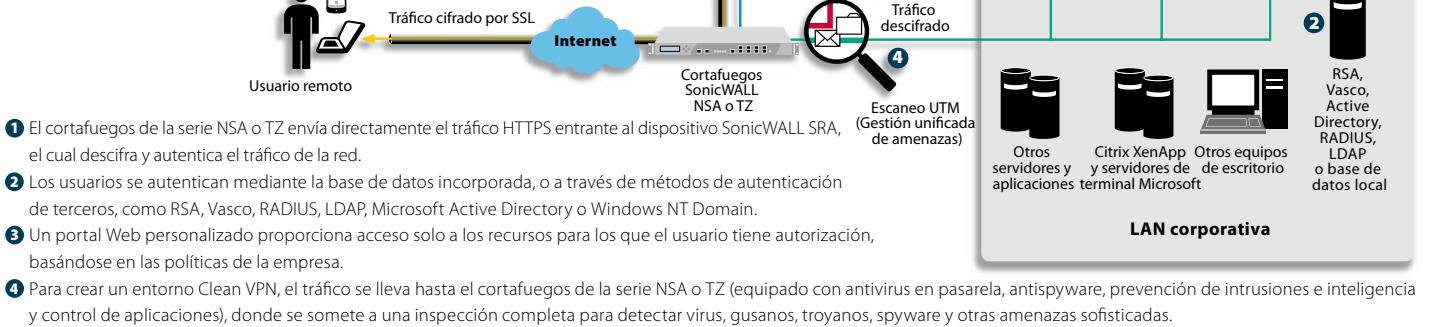 Tráfico cifrado por SSL
Internet
Usuario remoto
Cortafuegos
SonicWALL
NSA o TZ
Tráfico
descifrado
4
Escaneo UTM
(Gestión unificada
de amenazas)
2
RSA,
Vasco,
Active
Directory,
RADIUS,
LDAP
o base de
datos local
Otros
servidores y
aplicaciones
Citrix XenApp
y servidores de
terminal Microsoft
Otros equipos
de escritorio
LAN corporativa
1 El cortafuegos de la serie NSA o TZ envía directamente el tráfico HTTPS entrante al dispositivo SonicWALL SRA,
el cual descifra y autentica el tráfico de la red.
2 Los usuarios se autentican mediante la base de datos incorporada, o a través de métodos de autenticación
de terceros, como RSA, Vasco, RADIUS, LDAP, Microsoft Active Directory o Windows NT Domain.
3 Un portal Web personalizado proporciona acceso solo a los recursos para los que el usuario tiene autorización,
basándose en las políticas de la empresa.
4 Para crear un entorno Clean VPN, el tráfico se lleva hasta el cortafuegos de la serie NSA o TZ (equipado con antivirus en pasarela, antispyware, prevención de intrusiones e inteligencia
y control de aplicaciones), donde se somete a una inspección completa para detectar virus, gusanos, troyanos, spyware y otras amenazas sofisticadas.